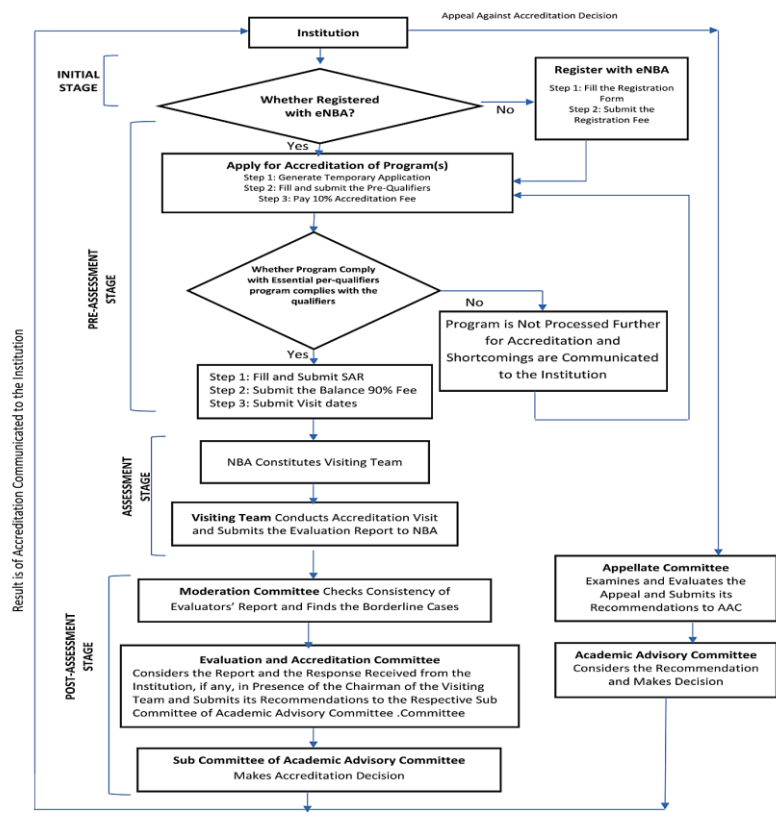 Appeal Against Accreditation Decision
Institution
INITIAL
STAGE
Whether Registered
with eNBA?
No
Register with eNBA
Step 1: Fill the Registration
Form
Step 2: Submit the
Registration Fee
Yes
Apply for Accreditation of Program(s)
Step 1: Generate Temporary Application
Step 2: Fill and submit the Pre-Qualifiers
Step 3: Pay 10% Accreditation Fee
PRE-ASSESSMENT
STAGE
Whether Program Comply
with Essential per-qualifiers
program complies with the
qualifiers
No
Program is Not Processed Further
for Accreditation and
Shortcomings are Communicated
to the Institution
Yes
Step 1: Fill and Submit SAR
Step 2: Submit the Balance 90% Fee
Step 3: Submit Visit dates
ASSESSMENT
STAGE
NBA Constitutes Visiting Team
Visiting Team Conducts Accreditation Visit
and Submits the Evaluation Report to NBA
POST-ASSESSMENT
STAGE
Moderation Committee Checks Consistency of
Evaluators' Report and Finds the Borderline Cases
Evaluation and Accreditation Committee
Considers the Report and the Response Received from the
Institution, if any, in Presence of the Chairman of the Visiting
Team and Submits its Recommendations to the Respective Sub
Committee of Academic Advisory Committee .Committee
Sub Committee of Academic Advisory Committee
Makes Accreditation Decision
Appellate Committee
Examines and Evaluates the
Appeal and Submits its
Recommendations to AAC
Academic Advisory Committee
Considers the Recommendation
and Makes Decision
Result is of Accreditation Communicated to the Institution